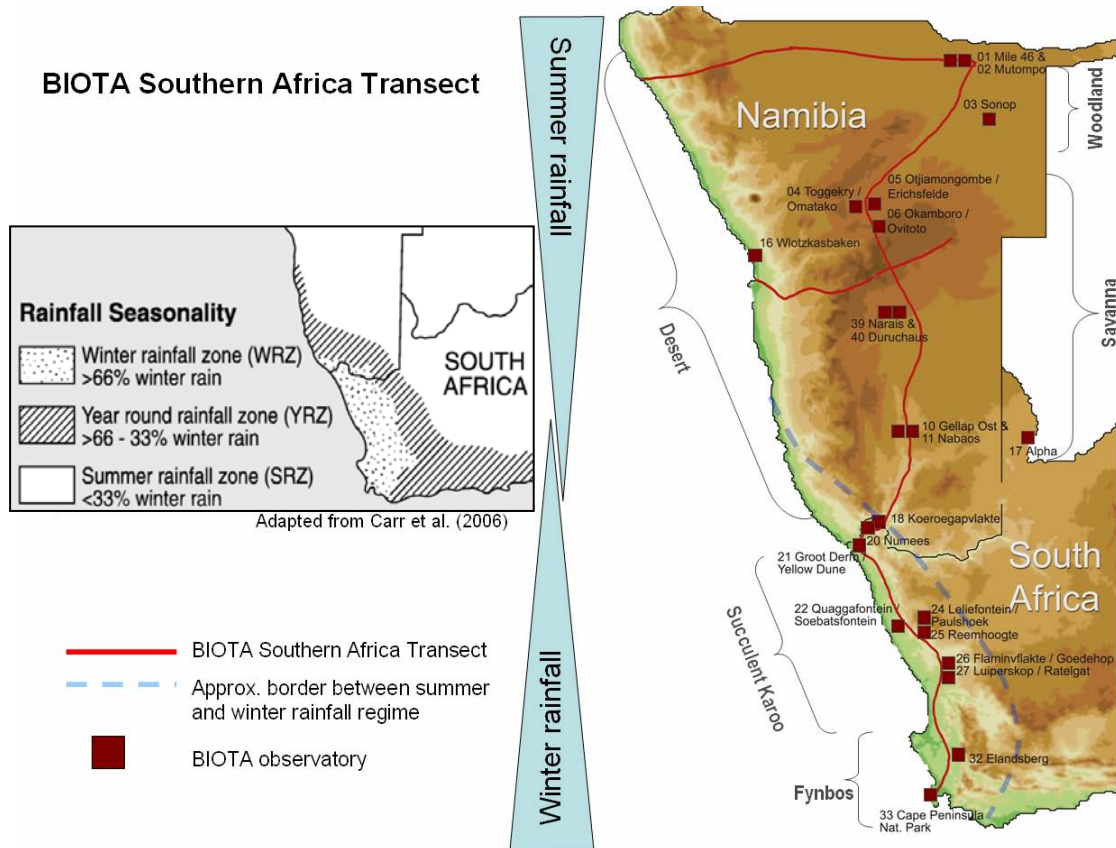 BIOTA Southern Africa Transect
Summer rainfall
Winter rainfall
Rainfall Seasonality
Winter rainfall zone (WRZ)
>66% winter rain
Year round rainfall zone (YRZ)
>66 - 33% winter rain
Summer rainfall zone (SRZ)
<33% winter rain
SOUTH
AFRICA
Adapted from Carr et al. (2006)
BIOTA Southern Africa Transect
Approx. border between summer
and winter rainfall regime
BIOTA observatory
Namibia
01 Mile 46 &
02 Mutompo
03 Sonop
Woodland
04 Toggekry /
Omatako
05 Otjiamongombe /
Erichsfelde
06 Okamboro /
Ovitoto
16 Wlotzkasbaken
Desert
39 Narais &
40 Duruchaus
Savanna
10 Gellap Ost &
11 Nabaos
17 Alpha
18 Koeroegapvlakte
20 Numees
21 Groot Derm /
Yellow Dune
South
Africa
22 Quaggafontein /
Soebatsfontein
24 Leliefontein /
Paulshoek
25 Reemhoogte
Succulent Karoo
26 Flaminvflakte / Goedehop
27 Luiperskop / Ratelgat
32 Elandsberg
Fynbos
33 Cape Peninsula
Nat. Park